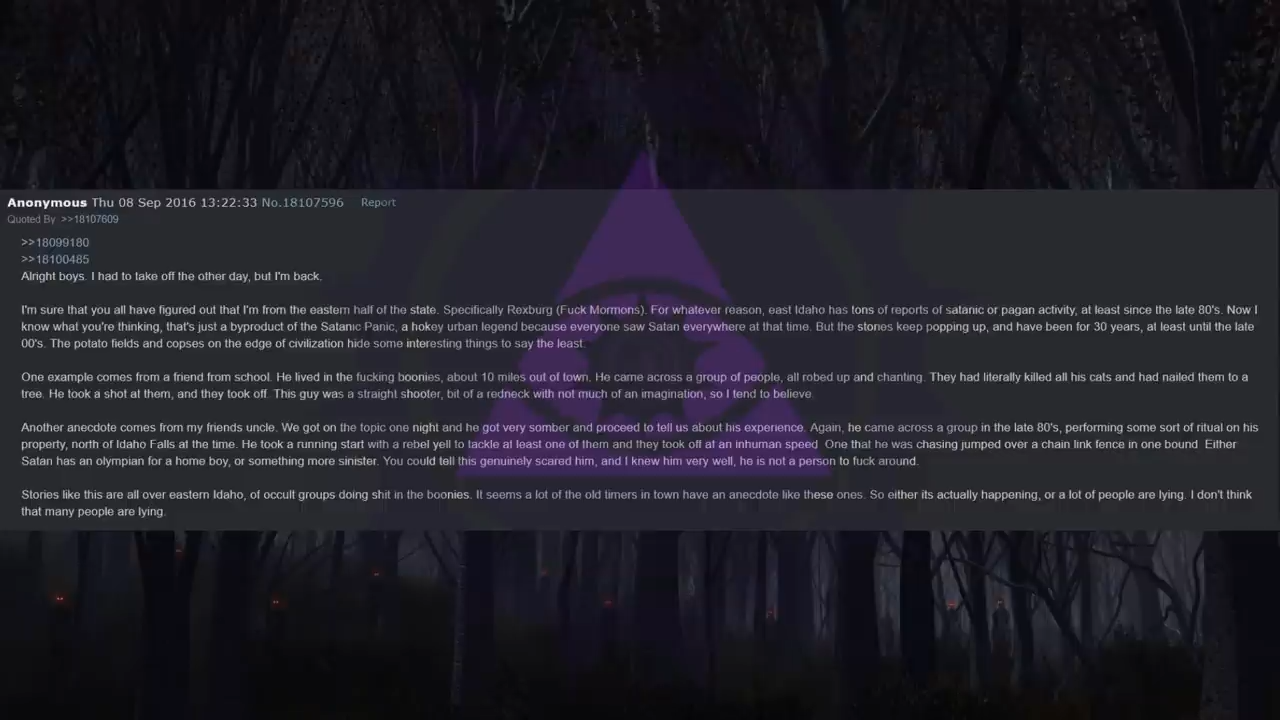 Anonymous Thu 08 Sep 2016 13:22:33 No.18107596 Report
Quoted By >>18107609
>>18099180
>>18100485
Alright boys. I had to take off the other day, but I'm back.
I'm sure that you all have figured out that I'm from the eastern half of the state. Specifically Rexburg (Fuck Mormons). For whatever reason, east Idaho has tons of reports of satanic or pagan activity, at least since the late 80's. Now I
know what you're thinking, that's just a byproduct of the Satanic Panic, a hokey urban legend because everyone saw Satan everywhere at that time. But the stories keep popping up, and have been for 30 years, at least until the late
00's. The potato fields and copses on the edge of civilization hide some interesting things to say the least.
One example comes from a friend from school. He lived in the fucking boonies, about 10 miles out of town. He came across a group of people, all robed up and chanting. They had literally killed all his cats and had nailed them to a
tree. He took a shot at them, and they took off. This guy was a straight shooter, bit of a redneck with not much of an imagination, so I tend to believe.
Another anecdote comes from my friends uncle. We got on the topic one night and he got very somber and proceed to tell us about his experience. Again, he came across a group in the late 80's, performing some sort of ritual on his
property, north of Idaho Falls at the time. He took a running start with a rebel yell to tackle at least one of them and they took off at an inhuman speed. One that he was chasing jumped over a chain link fence in one bound. Either
Satan has an olympian for a home boy, or something more sinister. You could tell this genuinely scared him, and I knew him very well, he is not a person to fuck around.
Stories like this are all over eastern Idaho, of occult groups doing shit in the boonies. It seems a lot of the old timers in town have an anecdote like these ones. So either its actually happening, or a lot of people are lying. I don't think
that many people are lying.